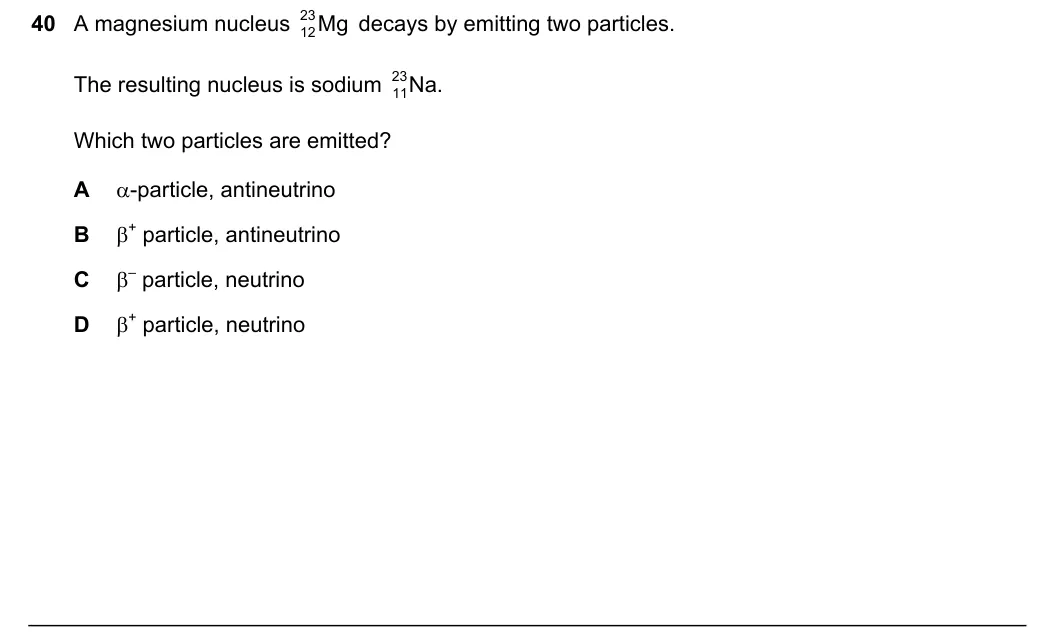 40 A magnesium nucleus ²³₁₂Mg decays by emitting two particles.
The resulting nucleus is sodium ²³₁₁Na.
Which two particles are emitted?
A α-particle, antineutrino
B β⁺ particle, antineutrino
C β⁻ particle, neutrino
D β⁺ particle, neutrino